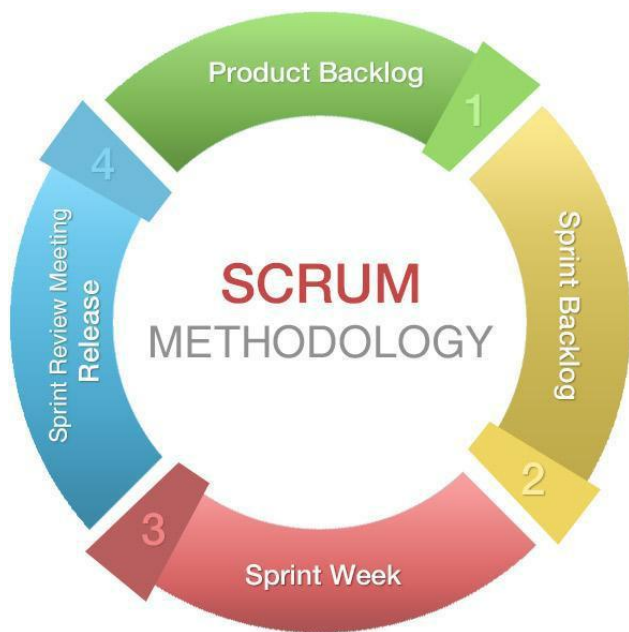 Product Backlog
1
Sprint Backlog
2
Sprint Week
3
Sprint Review Meeting
Release
4
SCRUM
METHODOLOGY